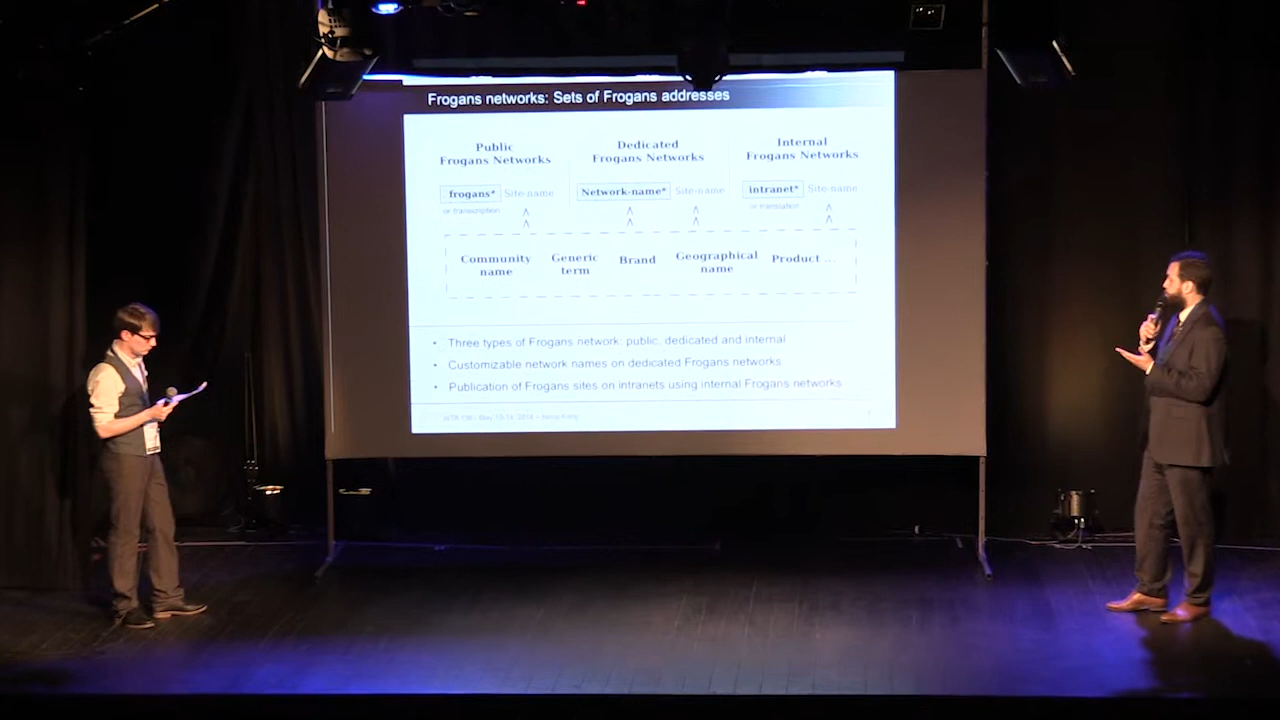 Frogans networks: Sets of Frogans addresses
Public
Frogans Networks
Dedicated
Frogans Networks
Internal
Frogans Networks
frogans* Site-name
Network-name* Site-name
intranet* Site-name
or transcription
or translation
Community
name
Generic
term
Brand
Geographical
name
Product ...
• Three types of Frogans network: public, dedicated and internal
• Customizable network names on dedicated Frogans networks
• Publication of Frogans sites on intranets using internal Frogans networks